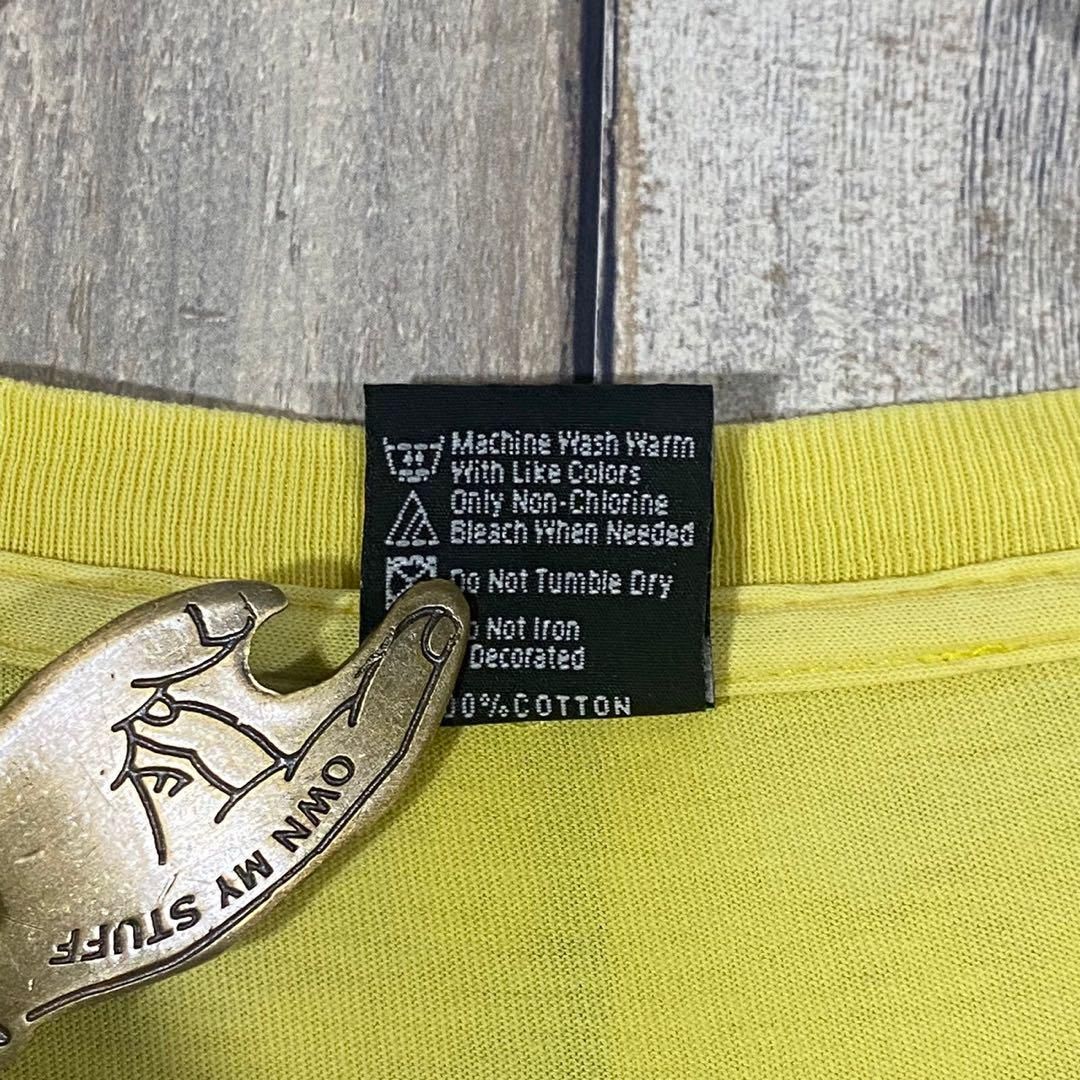 Machine Wash Warm
With Like Colors
Only Non-Chlorine
Bleach When Needed
Do Not Tumble Dry
Not Iron
Decorated
00% COTTON
OWN MY STUFF